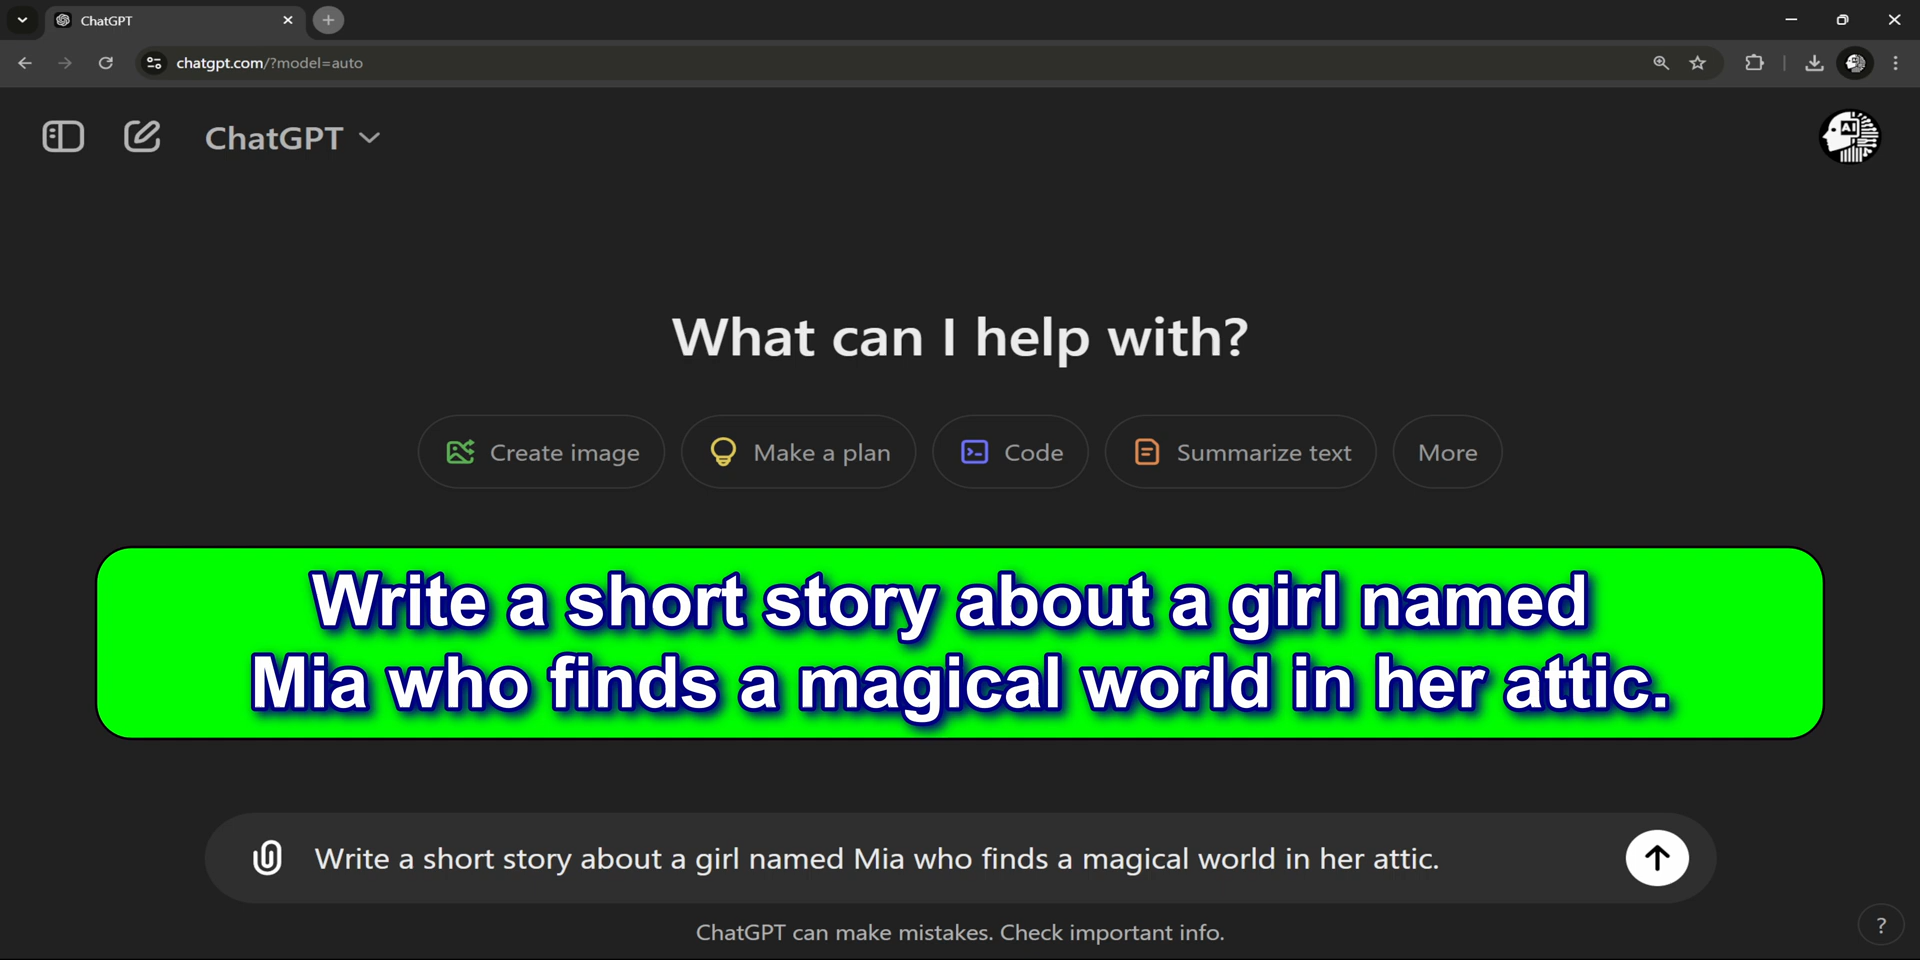 ChatGPT
chatgpt.com/?model=auto
ChatGPT
AI
What can I help with?
Create image
Make a plan
Code
Summarize text
More
Write a short story about a girl named
Mia who finds a magical world in her attic.
Write a short story about a girl named Mia who finds a magical world in her attic.
ChatGPT can make mistakes. Check important info.
?